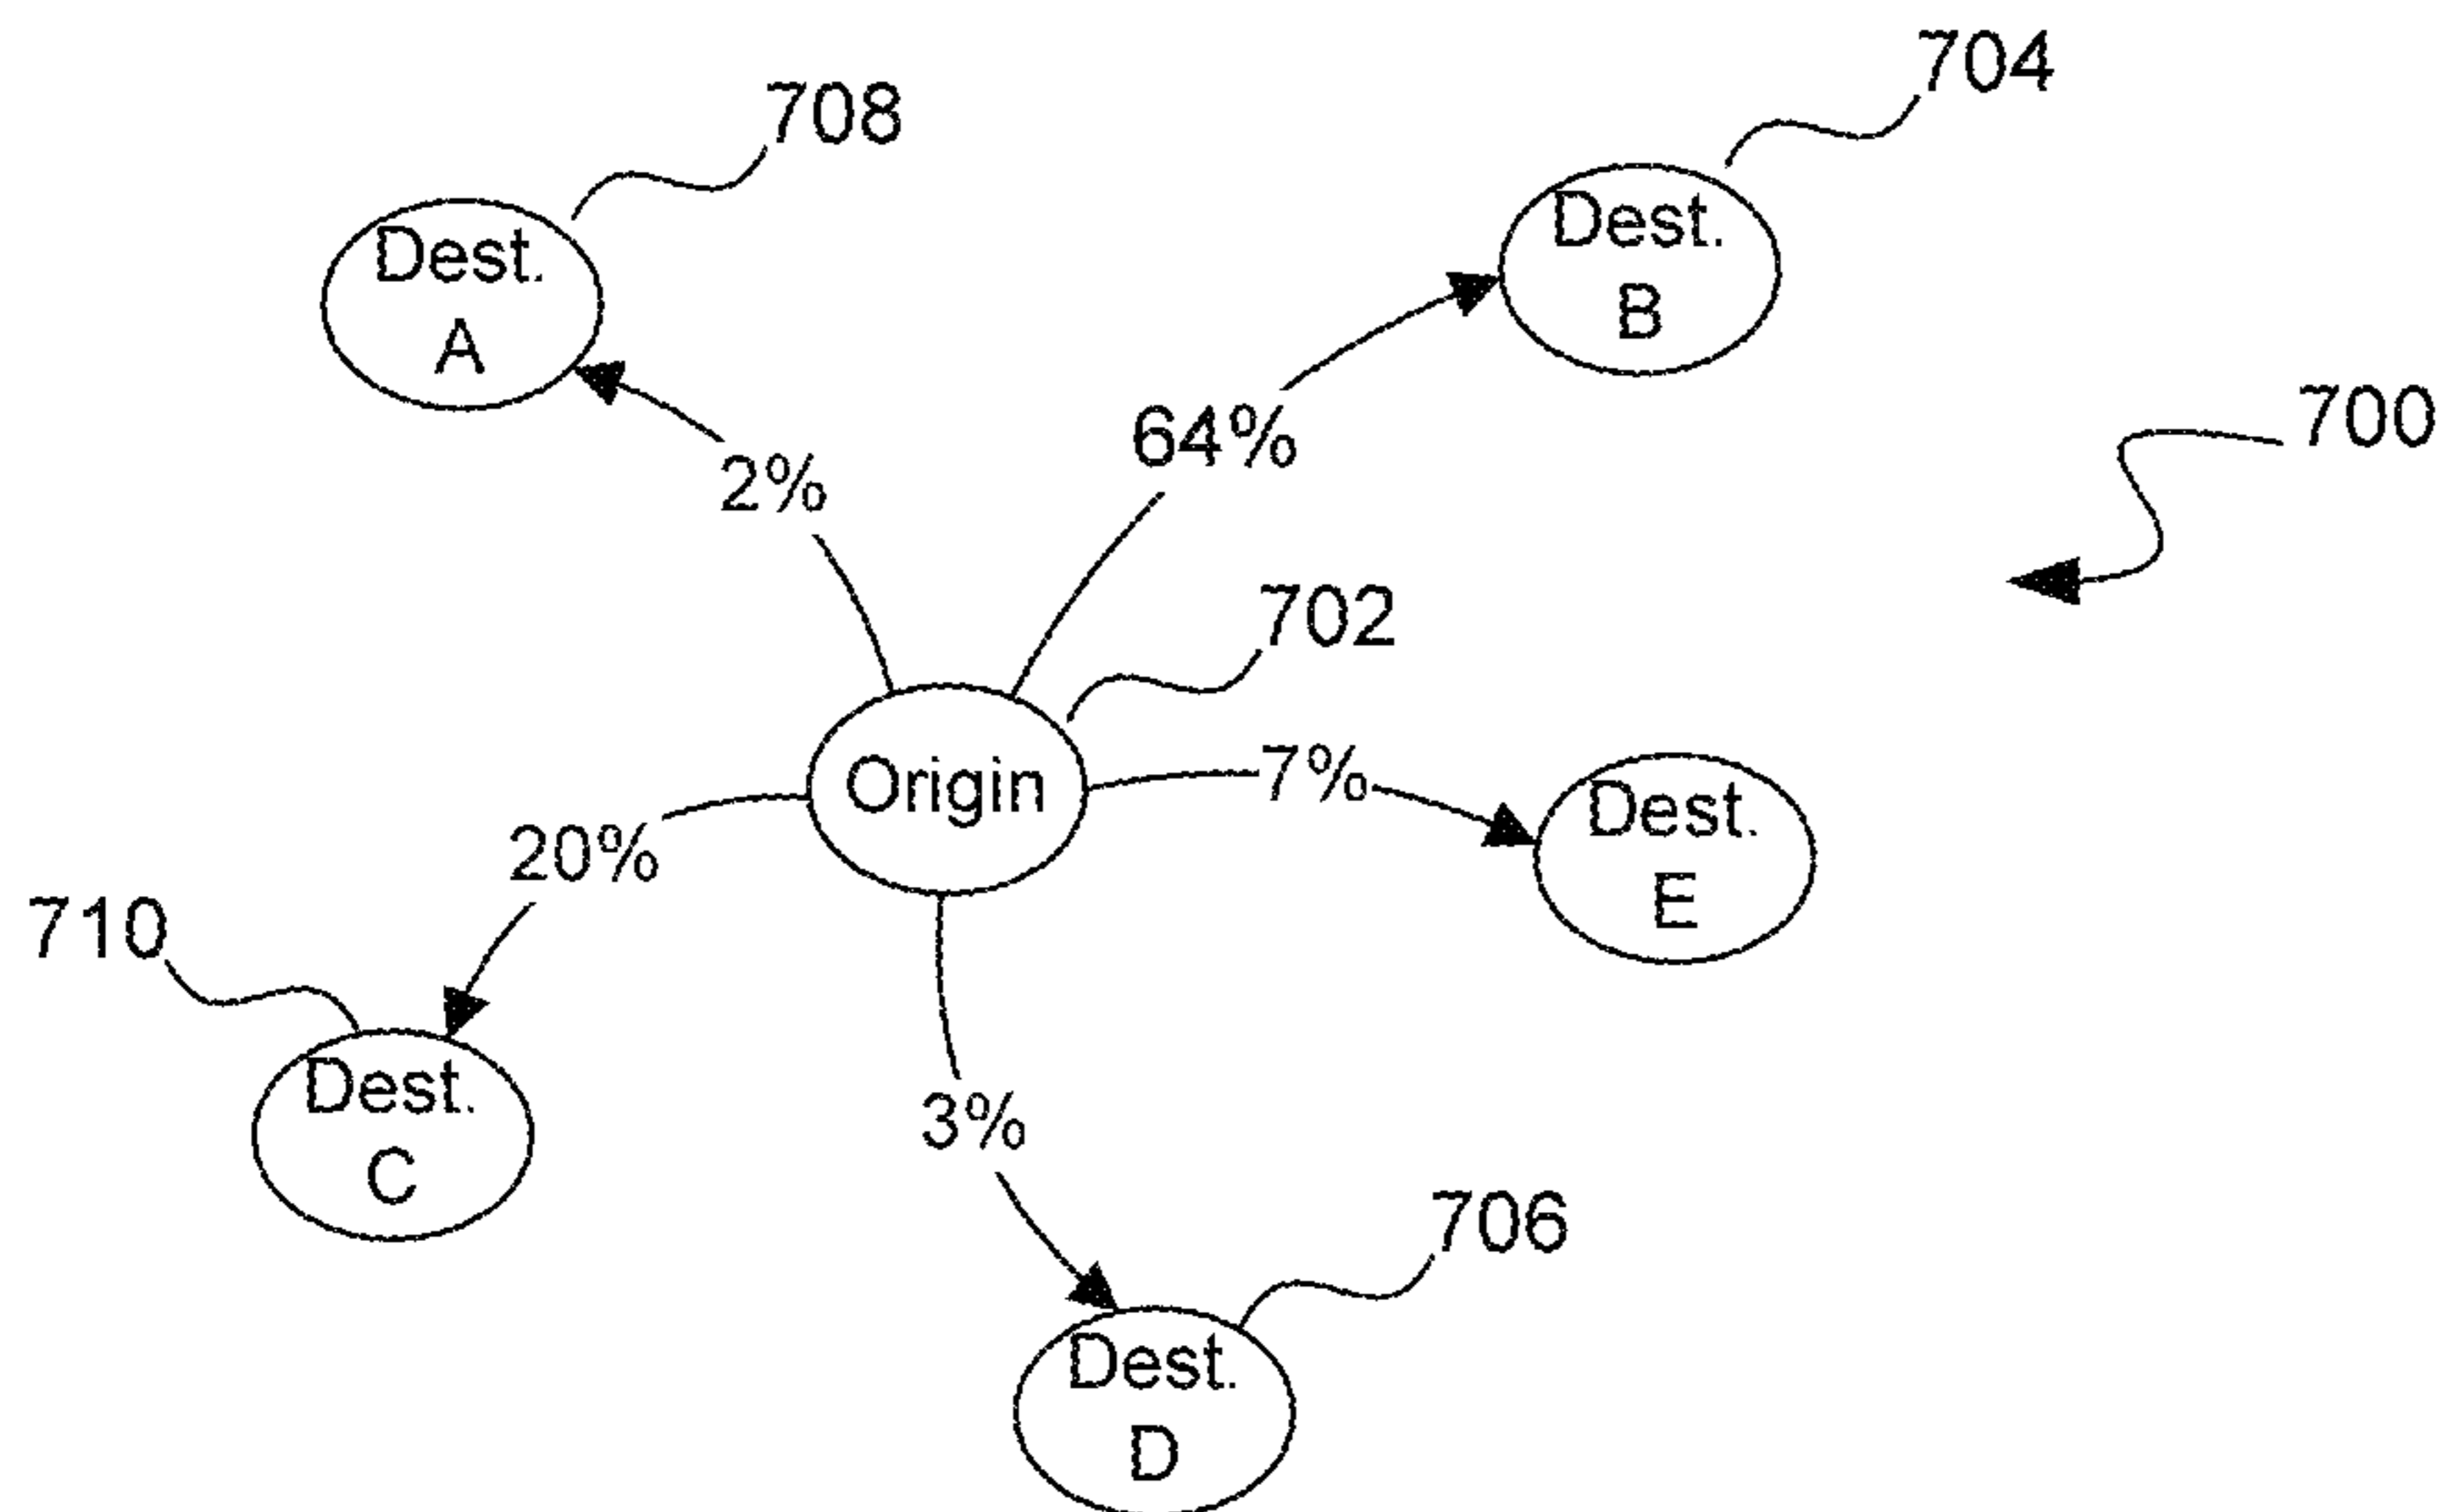 704
708
Dest.
B
Dest.
A
700
64%
2%
702
Origin
7%
Dest.
E
20%
710
Dest.
C
3%
706
Dest.
D